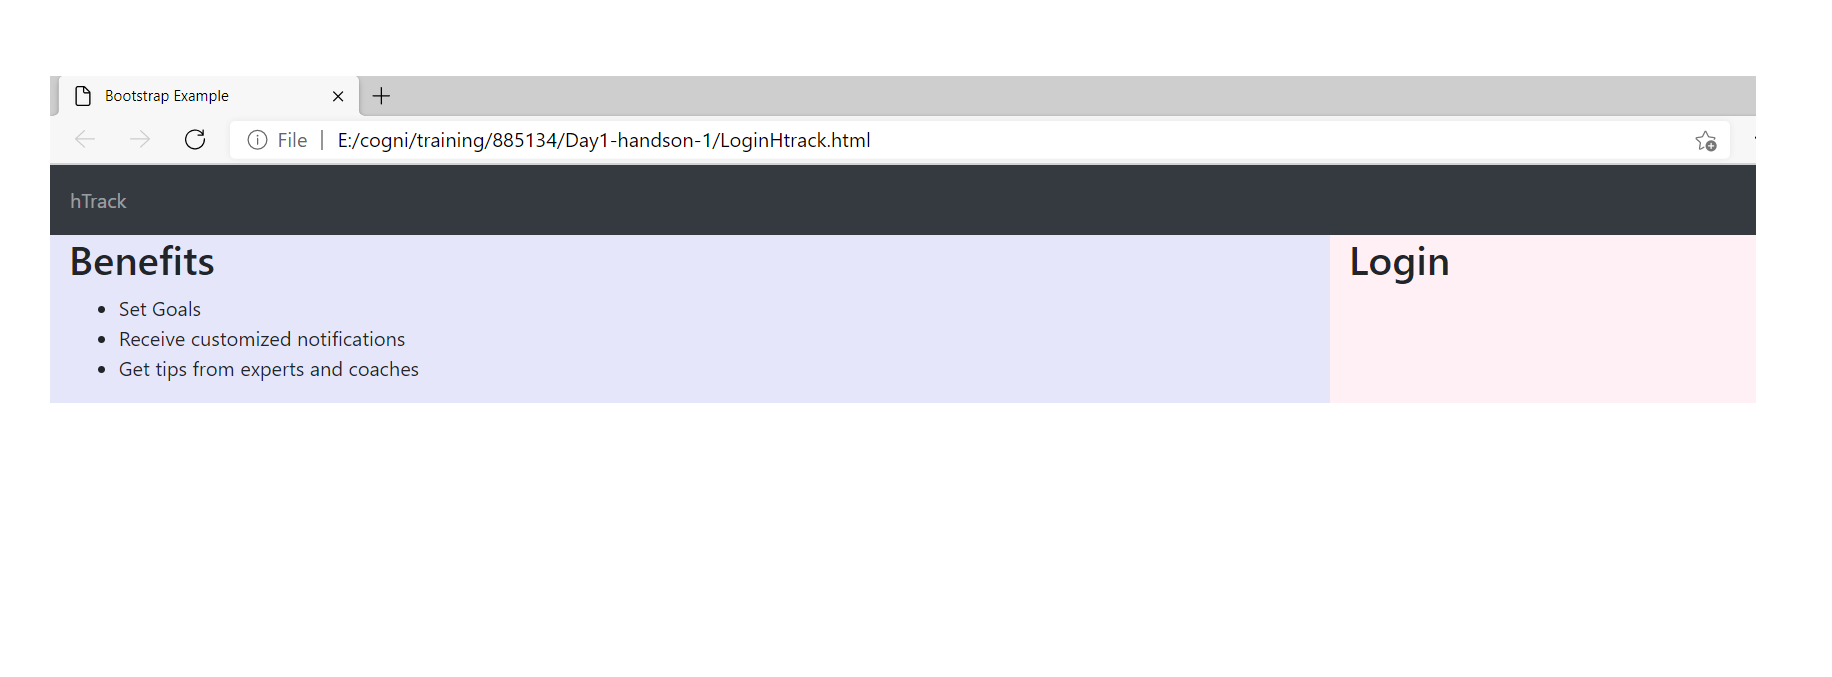 Bootstrap Example
File | E:/cogni/training/885134/Day1-handson-1/LoginHtrack.html
hTrack
Benefits
Set Goals
Receive customized notifications
Get tips from experts and coaches
Login